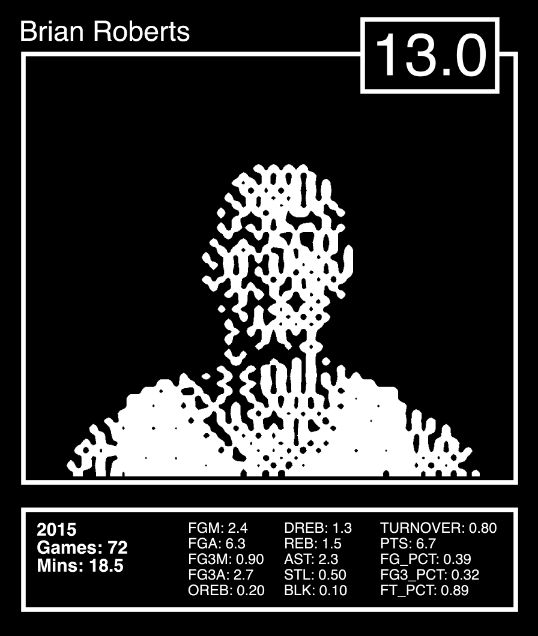 Brian Roberts
13.0
2015
Games: 72
Mins: 18.5
FGM: 2.4
FGA: 6.3
FG3M: 0.90
FG3A: 2.7
OREB: 0.20
DREB: 1.3
REB: 1.5
AST: 2.3
STL: 0.50
BLK: 0.10
TURNOVER: 0.80
PTS: 6.7
FG_PCT: 0.39
FG3_PCT: 0.32
FT_PCT: 0.89